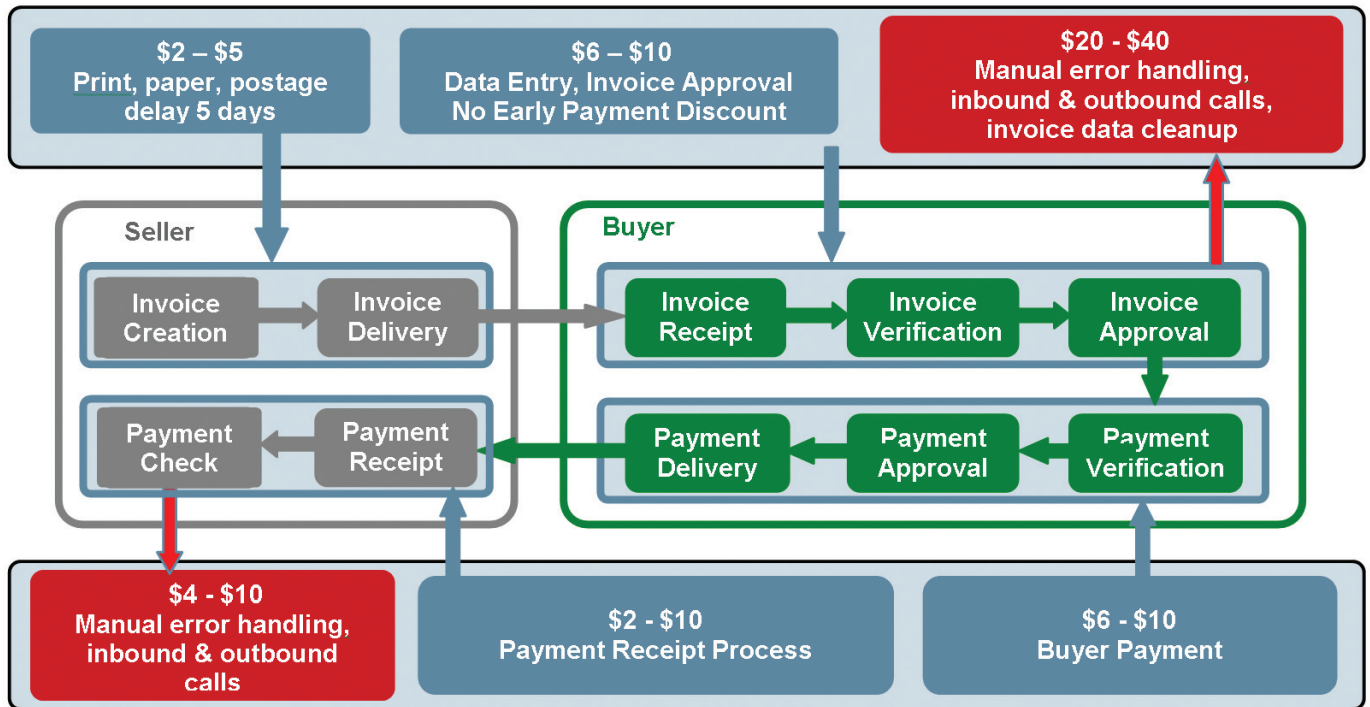 $2 – $5
Print, paper, postage
delay 5 days
$6 – $10
Data Entry, Invoice Approval
No Early Payment Discount
$20 - $40
Manual error handling,
inbound & outbound calls,
invoice data cleanup
Seller
Buyer
Invoice
Creation
Invoice
Delivery
Invoice
Receipt
Invoice
Verification
Invoice
Approval
Payment
Check
Payment
Receipt
Payment
Delivery
Payment
Approval
Payment
Verification
$4 - $10
Manual error handling,
inbound & outbound
calls
$2 - $10
Payment Receipt Process
$6 - $10
Buyer Payment